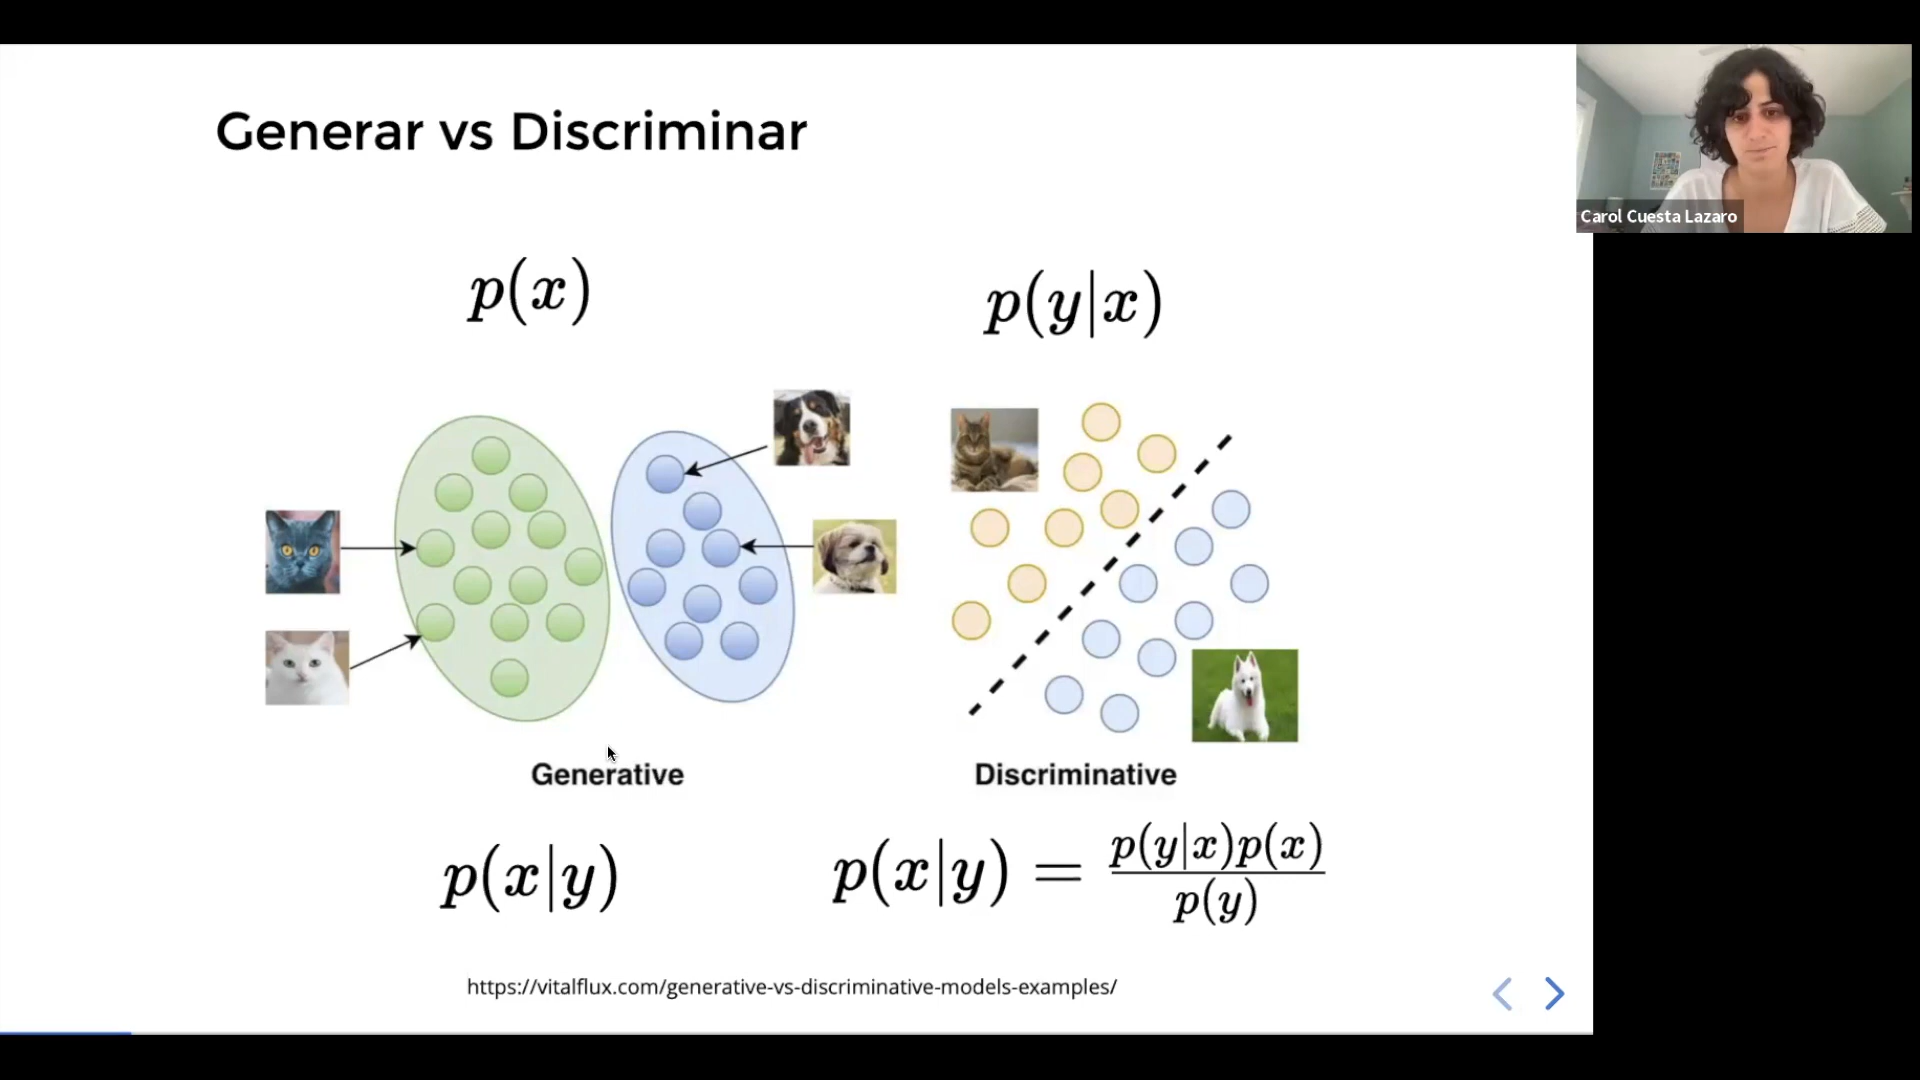 Generar vs Discriminar
Carol Cuesta Lazaro
p(x)
p(y|x)
Generative
Discriminative
p(x|y)
p(x|y) = p(y|x)p(x) / p(y)
https://vitalflux.com/generative-vs-discriminative-models-examples/